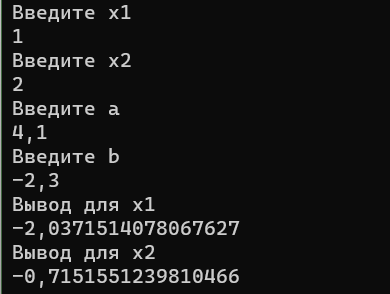 Введите x1
1
Введите x2
2
Введите a
4,1
Введите b
-2,3
Вывод для x1
-2,0371514078067627
Вывод для x2
-0,7151551239810466